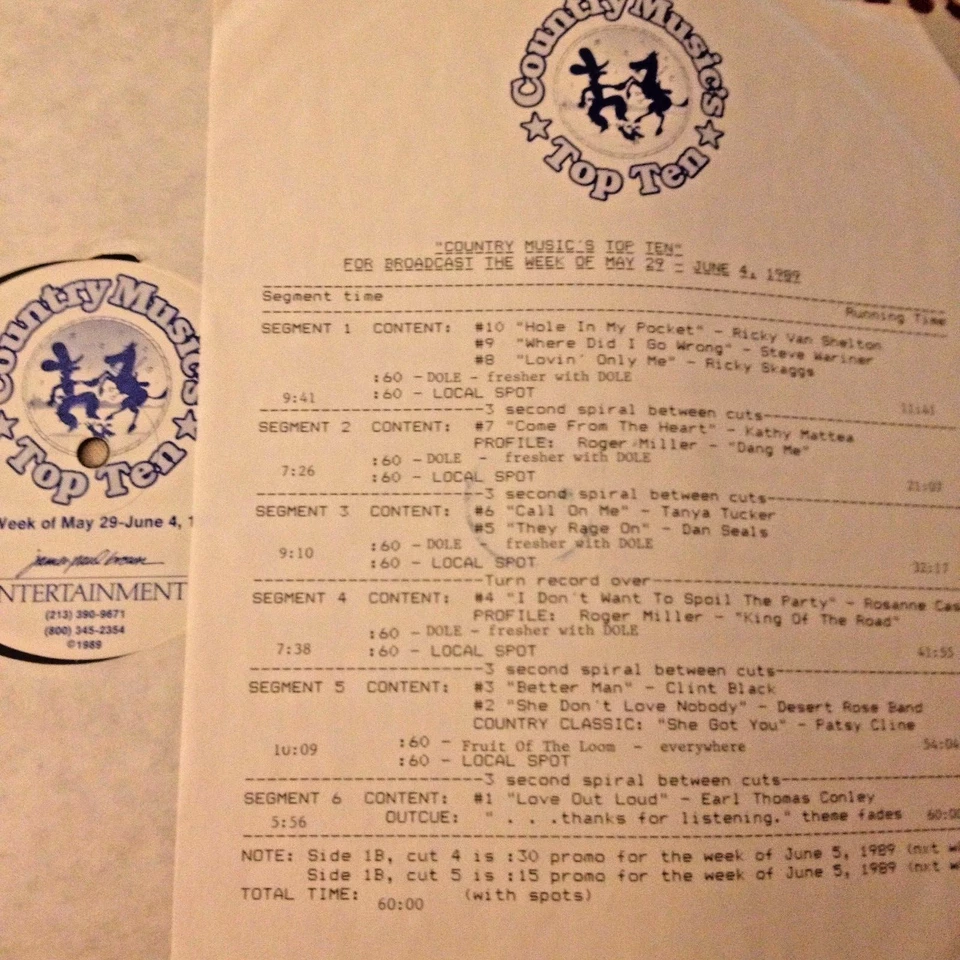 Country Music's
Top Ten
"COUNTRY MUSIC'S TOP TEN"
FOR BROADCAST THE WEEK OF MAY 29 - JUNE 4, 1989
Segment time
Running Time
SEGMENT 1 CONTENT: #10 "Hole In My Pocket" - Ricky Van Shelton
#9 "Where Did I Go Wrong" - Steve Wariner
#8 "Lovin' Only Me" - Ricky Skaggs
:60 - DOLE - fresher with DOLE
9:41 :60 - LOCAL SPOT 11:41
3 second spiral between cuts
SEGMENT 2 CONTENT: #7 "Come From The Heart" - Kathy Mattea
PROFILE: Roger Miller - "Dang Me"
:60 - DOLE - fresher with DOLE
7:26 :60 - LOCAL SPOT 21:07
3 second spiral between cuts
SEGMENT 3 CONTENT: #6 "Call On Me" - Tanya Tucker
#5 "They Rage On" - Dan Seals
:60 - DOLE - fresher with DOLE
9:10 :60 - LOCAL SPOT 32:17
Turn record over
SEGMENT 4 CONTENT: #4 "I Don't Want To Spoil The Party" - Rosanne Cas
PROFILE: Roger Miller - "King Of The Road"
:60 - DOLE - fresher with DOLE
7:38 :60 - LOCAL SPOT 41:55
3 second spiral between cuts
SEGMENT 5 CONTENT: #3 "Better Man" - Clint Black
#2 "She Don't Love Nobody" - Desert Rose Band
COUNTRY CLASSIC: "She Got You" - Patsy Cline
10:09 :60 - Fruit Of The Loom - everywhere 54:04
:60 - LOCAL SPOT
3 second spiral between cuts
SEGMENT 6 CONTENT: #1 "Love Out Loud" - Earl Thomas Conley
5:56 OUTCUE: " . . .thanks for listening." theme fades 60:00
NOTE: Side 1B, cut 4 is :30 promo for the week of June 5, 1989 (nxt w
Side 1B, cut 5 is :15 promo for the week of June 5, 1989 (nxt w
TOTAL TIME: 60:00 (with spots)
Country Music's
Top Ten
Week of May 29-June 4, 1
james paul brown
NTERTAINMENT
(213) 390-9671
(800) 345-2354
©1989